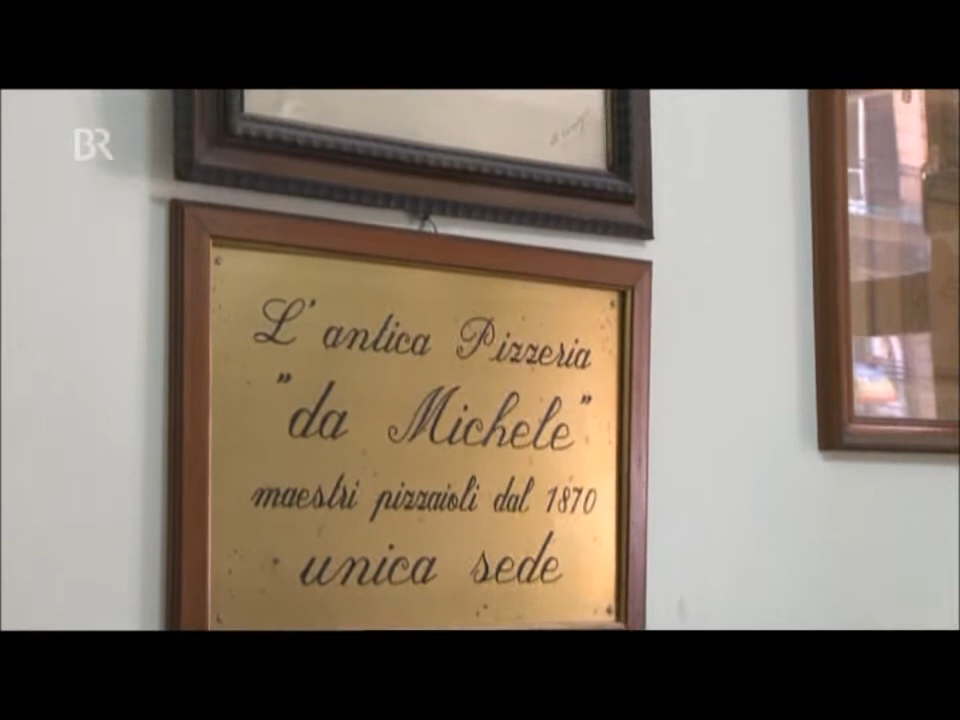 BR
L'antica Pizzeria
"da Michele"
maestri pizzaioli dal 1870
unica sede